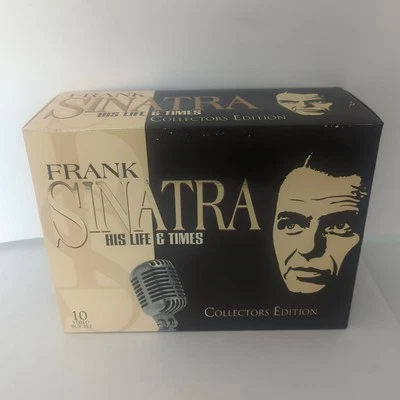 FRANK
SINATRA
HIS LIFE & TIMES
COLLECTORS EDITION
FRANK
SINATRA
HIS LIFE & TIMES
COLLECTORS EDITION
10